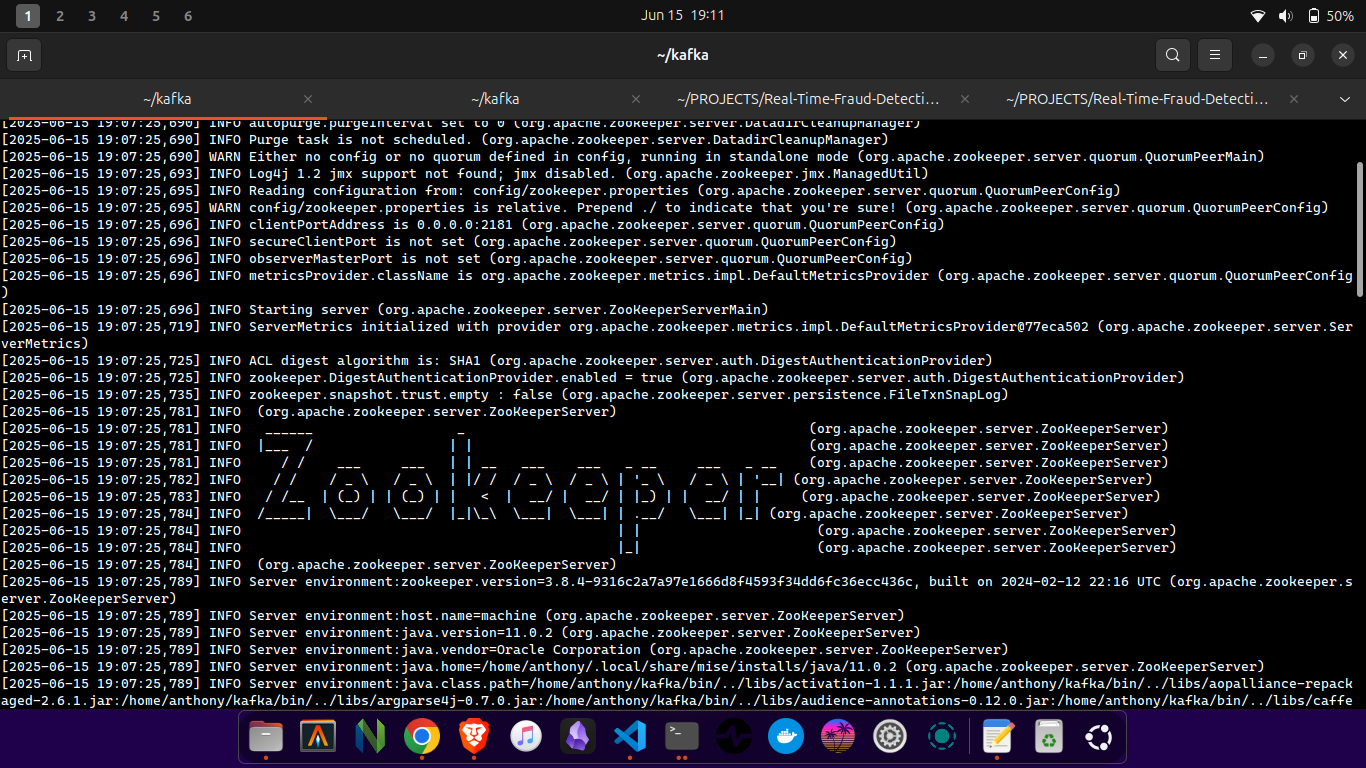 1 2 3 4 5 6
Jun 15 19:11
50%
~/kafka
~/kafka
~/kafka
~/PROJECTS/Real-Time-Fraud-Detecti...
~/PROJECTS/Real-Time-Fraud-Detecti...
[2025-06-15 19:07:25,690] INFO autopurge.purgeInterval set to 0 (org.apache.zookeeper.server.DatadirCleanupManager)
[2025-06-15 19:07:25,690] INFO Purge task is not scheduled. (org.apache.zookeeper.server.DatadirCleanupManager)
[2025-06-15 19:07:25,690] WARN Either no config or no quorum defined in config, running in standalone mode (org.apache.zookeeper.server.quorum.QuorumPeerMain)
[2025-06-15 19:07:25,693] INFO Log4j 1.2 jmx support not found; jmx disabled. (org.apache.zookeeper.jmx.ManagedUtil)
[2025-06-15 19:07:25,695] INFO Reading configuration from: config/zookeeper.properties (org.apache.zookeeper.server.quorum.QuorumPeerConfig)
[2025-06-15 19:07:25,695] WARN config/zookeeper.properties is relative. Prepend ./ to indicate that you're sure! (org.apache.zookeeper.server.quorum.QuorumPeerConfig)
[2025-06-15 19:07:25,696] INFO clientPortAddress is 0.0.0.0:2181 (org.apache.zookeeper.server.quorum.QuorumPeerConfig)
[2025-06-15 19:07:25,696] INFO secureClientPort is not set (org.apache.zookeeper.server.quorum.QuorumPeerConfig)
[2025-06-15 19:07:25,696] INFO observerMasterPort is not set (org.apache.zookeeper.server.quorum.QuorumPeerConfig)
[2025-06-15 19:07:25,696] INFO metricsProvider.className is org.apache.zookeeper.metrics.impl.DefaultMetricsProvider (org.apache.zookeeper.server.quorum.QuorumPeerConfig
)
[2025-06-15 19:07:25,696] INFO Starting server (org.apache.zookeeper.server.ZooKeeperServerMain)
[2025-06-15 19:07:25,719] INFO ServerMetrics initialized with provider org.apache.zookeeper.metrics.impl.DefaultMetricsProvider@77eca502 (org.apache.zookeeper.server.Ser
verMetrics)
[2025-06-15 19:07:25,725] INFO ACL digest algorithm is: SHA1 (org.apache.zookeeper.server.auth.DigestAuthenticationProvider)
[2025-06-15 19:07:25,725] INFO zookeeper.DigestAuthenticationProvider.enabled = true (org.apache.zookeeper.server.auth.DigestAuthenticationProvider)
[2025-06-15 19:07:25,735] INFO zookeeper.snapshot.trust.empty : false (org.apache.zookeeper.server.persistence.FileTxnSnapLog)
[2025-06-15 19:07:25,781] INFO  (org.apache.zookeeper.server.ZooKeeperServer)
[2025-06-15 19:07:25,781] INFO   ______                  _                                           (org.apache.zookeeper.server.ZooKeeperServer)
[2025-06-15 19:07:25,781] INFO  |___  /                 | |                                          (org.apache.zookeeper.server.ZooKeeperServer)
[2025-06-15 19:07:25,781] INFO     / /    ___     ___   | | __   ___    ___   _ __     ___   _ __    (org.apache.zookeeper.server.ZooKeeperServer)
[2025-06-15 19:07:25,782] INFO    / /    / _ \   / _ \  | |/ /  / _ \  / _ \ | '_ \   / _ \ | '__| (org.apache.zookeeper.server.ZooKeeperServer)
[2025-06-15 19:07:25,783] INFO   / /__  | (_) | | (_) | |   <  |  __/ |  __/ | |_) | |  __/ | |     (org.apache.zookeeper.server.ZooKeeperServer)
[2025-06-15 19:07:25,784] INFO  /_____|  \___/   \___/  |_|\_\  \___|  \___| | .__/   \___| |_| (org.apache.zookeeper.server.ZooKeeperServer)
[2025-06-15 19:07:25,784] INFO                                               | |                      (org.apache.zookeeper.server.ZooKeeperServer)
[2025-06-15 19:07:25,784] INFO                                               |_|                      (org.apache.zookeeper.server.ZooKeeperServer)
[2025-06-15 19:07:25,784] INFO  (org.apache.zookeeper.server.ZooKeeperServer)
[2025-06-15 19:07:25,789] INFO Server environment:zookeeper.version=3.8.4-9316c2a7a97e1666d8f4593f34dd6fc36ecc436c, built on 2024-02-12 22:16 UTC (org.apache.zookeeper.s
erver.ZooKeeperServer)
[2025-06-15 19:07:25,789] INFO Server environment:host.name=machine (org.apache.zookeeper.server.ZooKeeperServer)
[2025-06-15 19:07:25,789] INFO Server environment:java.version=11.0.2 (org.apache.zookeeper.server.ZooKeeperServer)
[2025-06-15 19:07:25,789] INFO Server environment:java.vendor=Oracle Corporation (org.apache.zookeeper.server.ZooKeeperServer)
[2025-06-15 19:07:25,789] INFO Server environment:java.home=/home/anthony/.local/share/mise/installs/java/11.0.2 (org.apache.zookeeper.server.ZooKeeperServer)
[2025-06-15 19:07:25,789] INFO Server environment:java.class.path=/home/anthony/kafka/bin/../libs/activation-1.1.1.jar:/home/anthony/kafka/bin/../libs/aopalliance-repack
aged-2.6.1.jar:/home/anthony/kafka/bin/../libs/argparse4j-0.7.0.jar:/home/anthony/kafka/bin/../libs/audience-annotations-0.12.0.jar:/home/anthony/kafka/bin/../libs/caffe